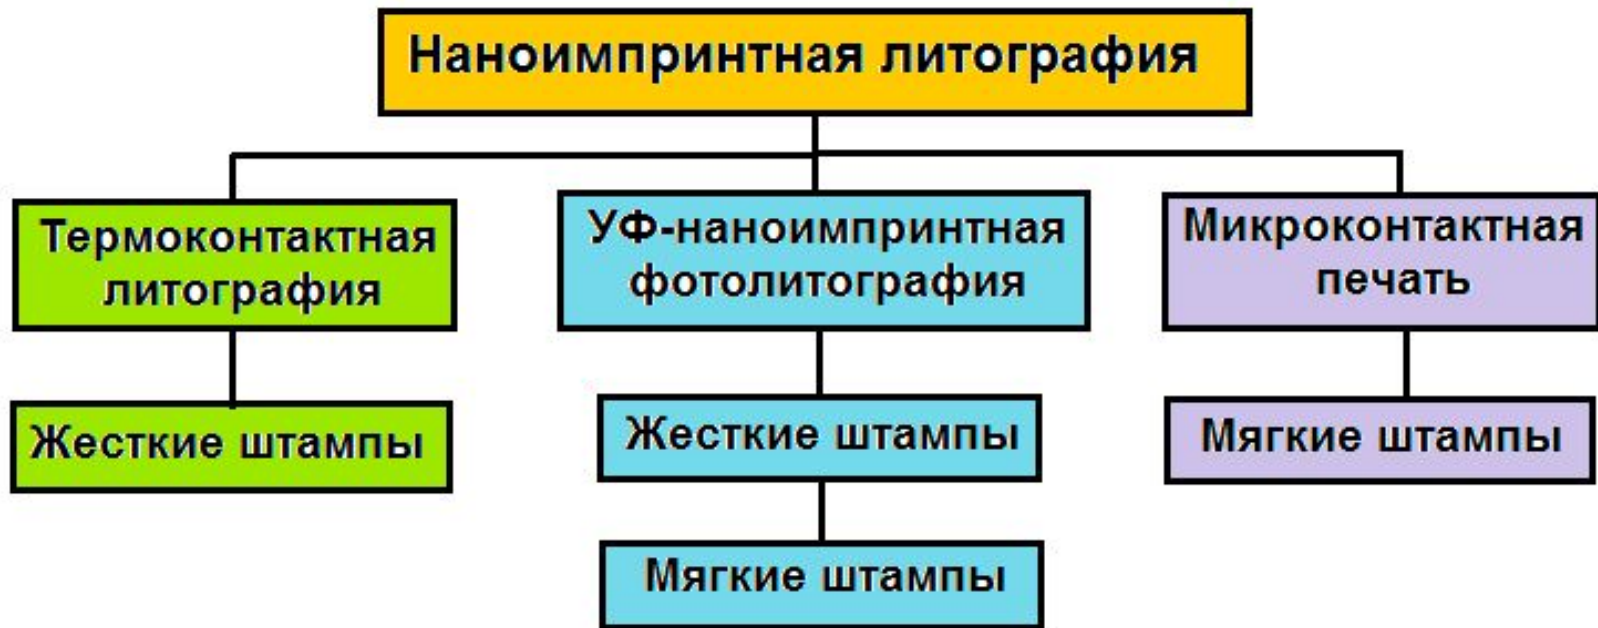 Наноимпринтная литография
Термоконтактная
литография
УФ-наноимпринтная
фотолитография
Микроконтактная
печать
Жесткие штампы
Жесткие штампы
Мягкие штампы
Мягкие штампы